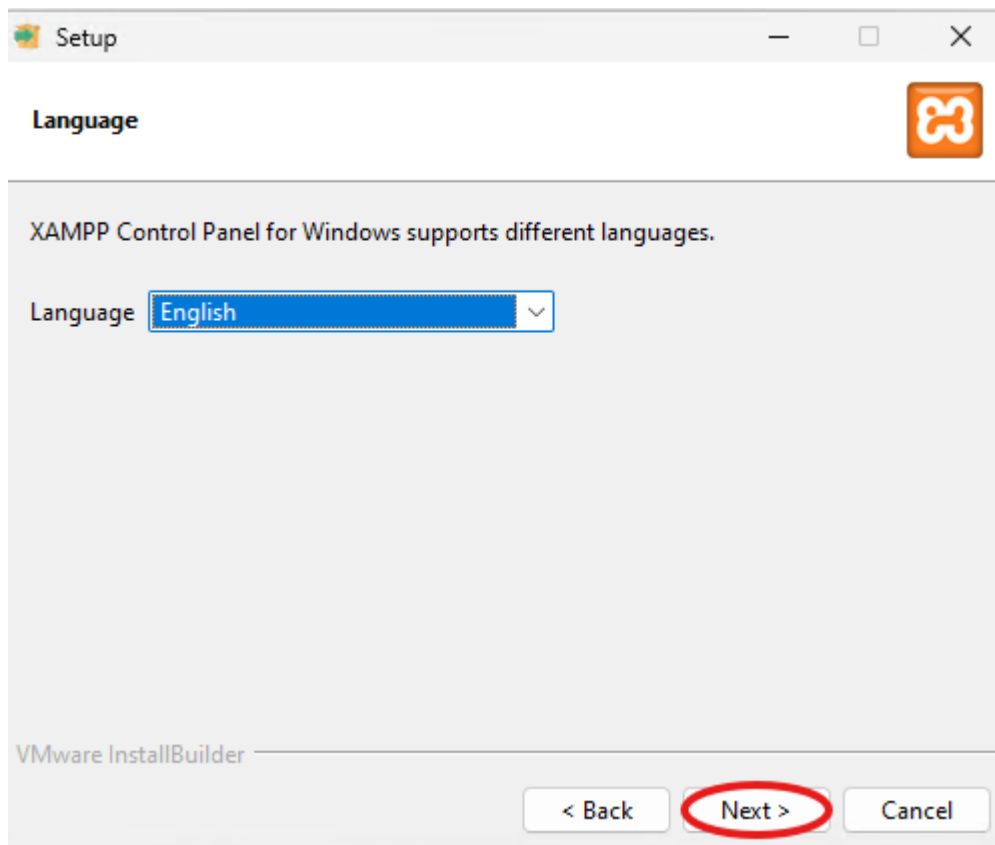 Setup
Language
XAMPP Control Panel for Windows supports different languages.
Language English
VMware InstallBuilder
< Back Next > Cancel